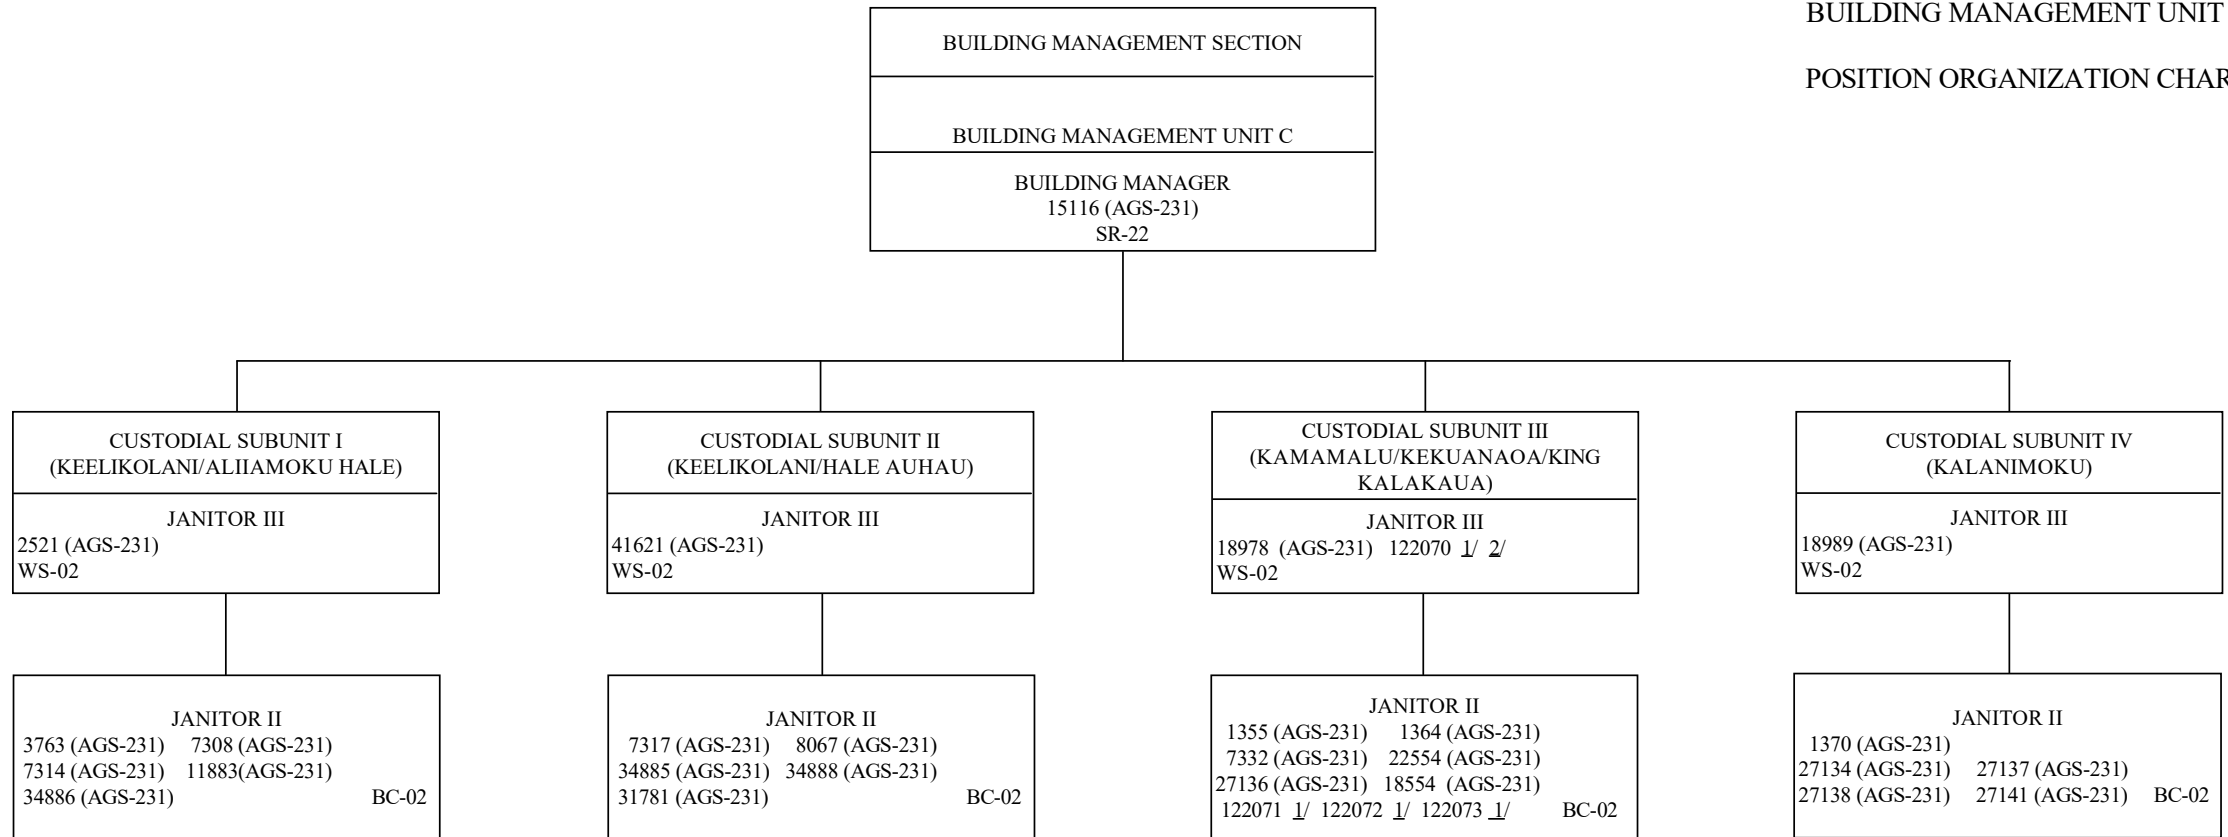 BUILDING MANAGEMENT UNIT
POSITION ORGANIZATION CHAR
BUILDING MANAGEMENT SECTION
BUILDING MANAGEMENT UNIT C
BUILDING MANAGER
15116 (AGS-231)
SR-22
CUSTODIAL SUBUNIT I
(KEELIKOLANI/ALIIAMOKU HALE)
JANITOR III
2521 (AGS-231)
WS-02
CUSTODIAL SUBUNIT II
(KEELIKOLANI/HALE AUHAU)
JANITOR III
41621 (AGS-231)
WS-02
CUSTODIAL SUBUNIT III
(KAMAMALU/KEKUANAOA/KING
KALAKAUA)
JANITOR III
18978 (AGS-231) 122070 1/ 2/
WS-02
CUSTODIAL SUBUNIT IV
(KALANIMOKU)
JANITOR III
18989 (AGS-231)
WS-02
JANITOR II
3763 (AGS-231) 7308 (AGS-231)
7314 (AGS-231) 11883(AGS-231)
34886 (AGS-231) BC-02
JANITOR II
7317 (AGS-231) 8067 (AGS-231)
34885 (AGS-231) 34888 (AGS-231)
31781 (AGS-231) BC-02
JANITOR II
1355 (AGS-231) 1364 (AGS-231)
7332 (AGS-231) 22554 (AGS-231)
27136 (AGS-231) 18554 (AGS-231)
122071 1/ 122072 1/ 122073 1/ BC-02
JANITOR II
1370 (AGS-231)
27134 (AGS-231) 27137 (AGS-231)
27138 (AGS-231) 27141 (AGS-231) BC-02